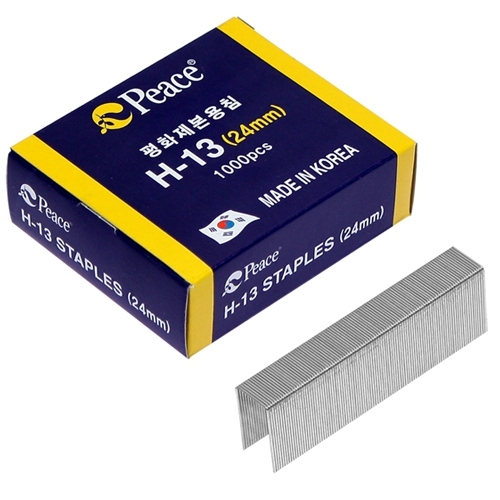 Peace®
평화제본용침
H-13 (24mm)
1000pcs
MADE IN KOREA
Peace®
H-13 STAPLES (24mm)
Peace®
H-13 STAPLES (24mm)